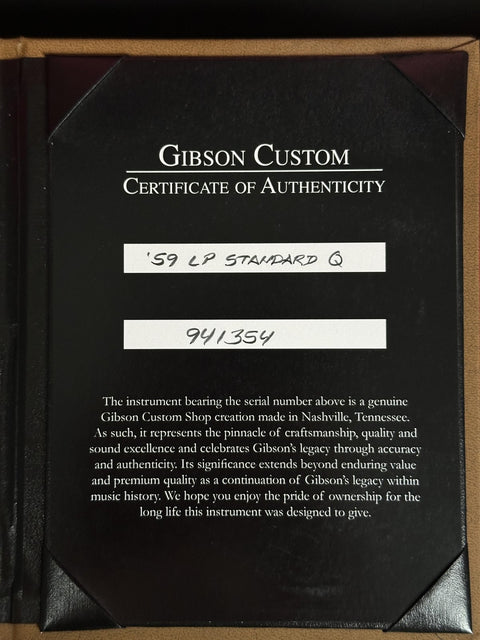 GIBSON CUSTOM
CERTIFICATE OF AUTHENTICITY
'59 LP STANDARD Q
941354
The instrument bearing the serial number above is a genuine
Gibson Custom Shop creation made in Nashville, Tennessee.
As such, it represents the pinnacle of craftsmanship, quality and
sound excellence and celebrates Gibson's legacy through accuracy
and authenticity. Its significance extends beyond enduring value
and premium quality as a continuation of Gibson's legacy within
music history. We hope you enjoy the pride of ownership for the
long life this instrument was designed to give.